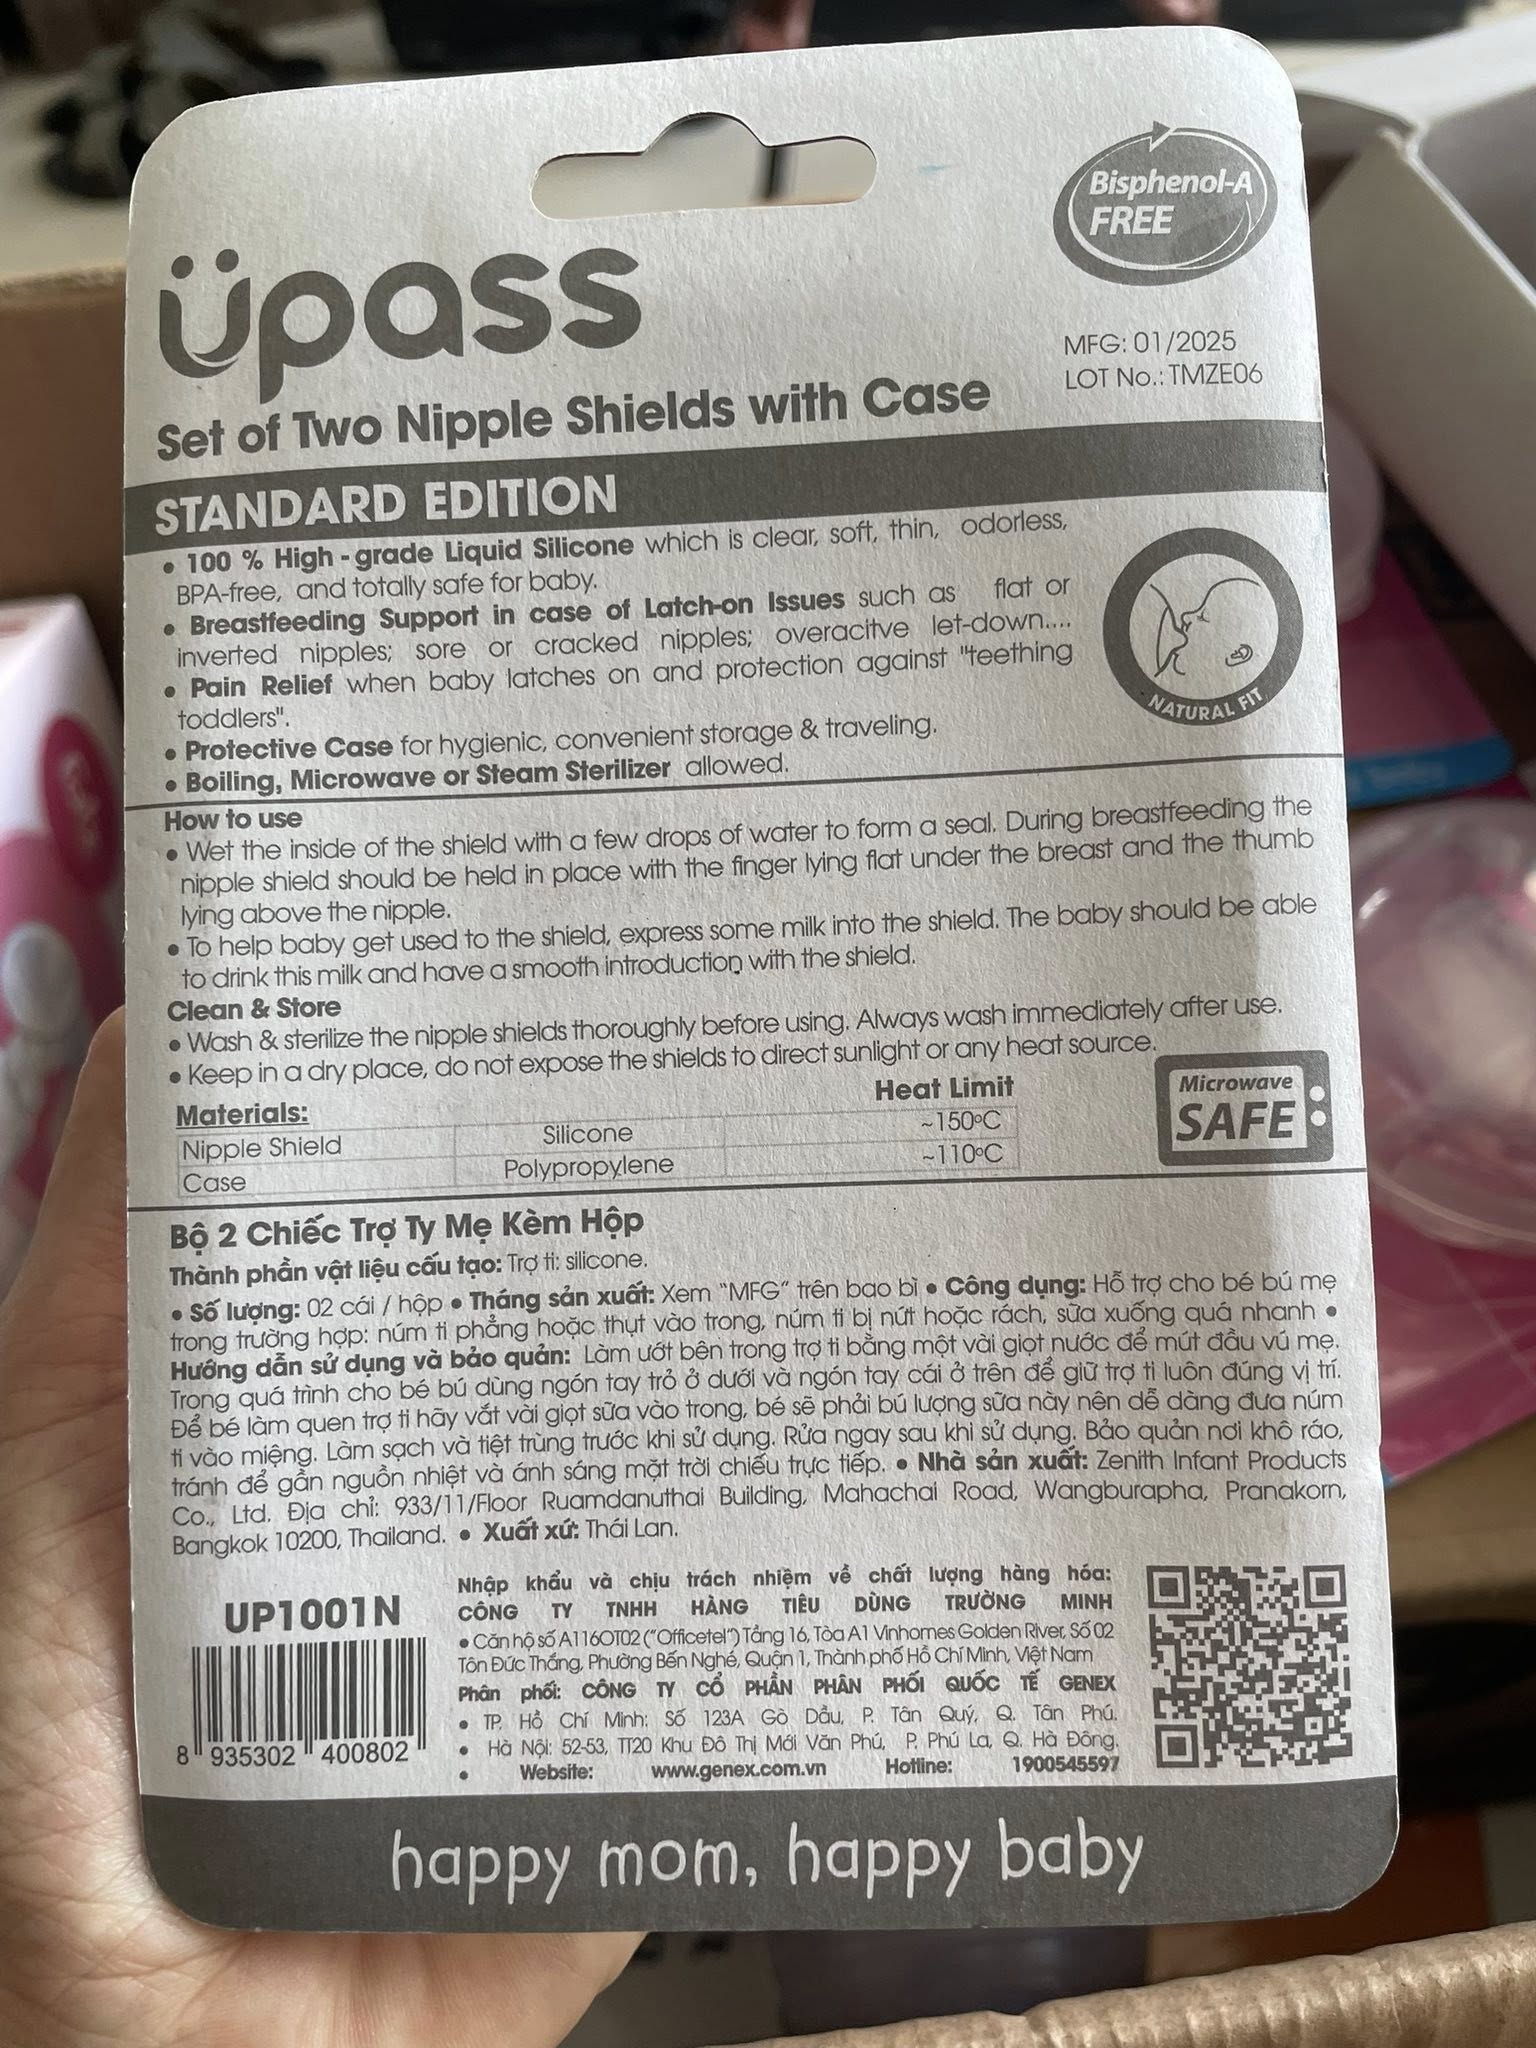 Bisphenol-A
FREE
üpass
MFG: 01/2025
LOT No.: TMZE06
Set of Two Nipple Shields with Case
STANDARD EDITION
• 100 % High - grade Liquid Silicone which is clear, soft, thin, odorless,
BPA-free, and totally safe for baby.
• Breastfeeding Support in case of Latch-on Issues such as flat or
inverted nipples; sore or cracked nipples; overacitve let-down....
• Pain Relief when baby latches on and protection against "teething
toddlers".
• Protective Case for hygienic, convenient storage & traveling.
• Boiling, Microwave or Steam Sterilizer allowed.
NATURAL FIT
How to use
• Wet the inside of the shield with a few drops of water to form a seal. During breastfeeding the
nipple shield should be held in place with the finger lying flat under the breast and the thumb
lying above the nipple.
• To help baby get used to the shield, express some milk into the shield. The baby should be able
to drink this milk and have a smooth introduction with the shield.
Clean & Store
• Wash & sterilize the nipple shields thoroughly before using. Always wash immediately after use.
• Keep in a dry place, do not expose the shields to direct sunlight or any heat source.
Materials: Heat Limit
Nipple Shield Silicone ~150ºC
Case Polypropylene ~110ºC
Microwave
SAFE
Bộ 2 Chiếc Trợ Ty Mẹ Kèm Hộp
Thành phần vật liệu cấu tạo: Trợ ti: silicone.
• Số lượng: 02 cái / hộp • Tháng sản xuất: Xem “MFG” trên bao bì • Công dụng: Hỗ trợ cho bé bú mẹ
trong trường hợp: núm ti phẳng hoặc thụt vào trong, núm ti bị nứt hoặc rách, sữa xuống quá nhanh •
Hướng dẫn sử dụng và bảo quản: Làm ướt bên trong trợ ti bằng một vài giọt nước để mút đầu vú mẹ.
Trong quá trình cho bé bú dùng ngón tay trỏ ở dưới và ngón tay cái ở trên để giữ trợ ti luôn đúng vị trí.
Để bé làm quen trợ ti hãy vắt vài giọt sữa vào trong, bé sẽ phải bú lượng sữa này nên dễ dàng đưa núm
ti vào miệng. Làm sạch và tiệt trùng trước khi sử dụng. Rửa ngay sau khi sử dụng. Bảo quản nơi khô ráo,
tránh để gần nguồn nhiệt và ánh sáng mặt trời chiếu trực tiếp. • Nhà sản xuất: Zenith Infant Products
Co., Ltd. Địa chỉ: 933/11/Floor Ruamdanuthai Building, Mahachai Road, Wangburapha, Pranakorn,
Bangkok 10200, Thailand. • Xuất xứ: Thái Lan.
UP1001N
8 935302 400802
Nhập khẩu và chịu trách nhiệm về chất lượng hàng hóa:
CÔNG TY TNHH HÀNG TIÊU DÙNG TRƯỜNG MINH
• Căn hộ số A116OT02 (“Officetel”) Tầng 16, Tòa A1 Vinhomes Golden River, Số 02
Tôn Đức Thắng, Phường Bến Nghé, Quận 1, Thành phố Hồ Chí Minh, Việt Nam
Phân phối: CÔNG TY CỔ PHẦN PHÂN PHỐI QUỐC TẾ GENEX
• TP. Hồ Chí Minh: Số 123A Gò Dầu, P. Tân Quý, Q. Tân Phú.
• Hà Nội: 52-53, TT20 Khu Đô Thị Mới Văn Phú, P. Phú La, Q. Hà Đông.
• Website: www.genex.com.vn Hotline: 1900545597
happy mom, happy baby